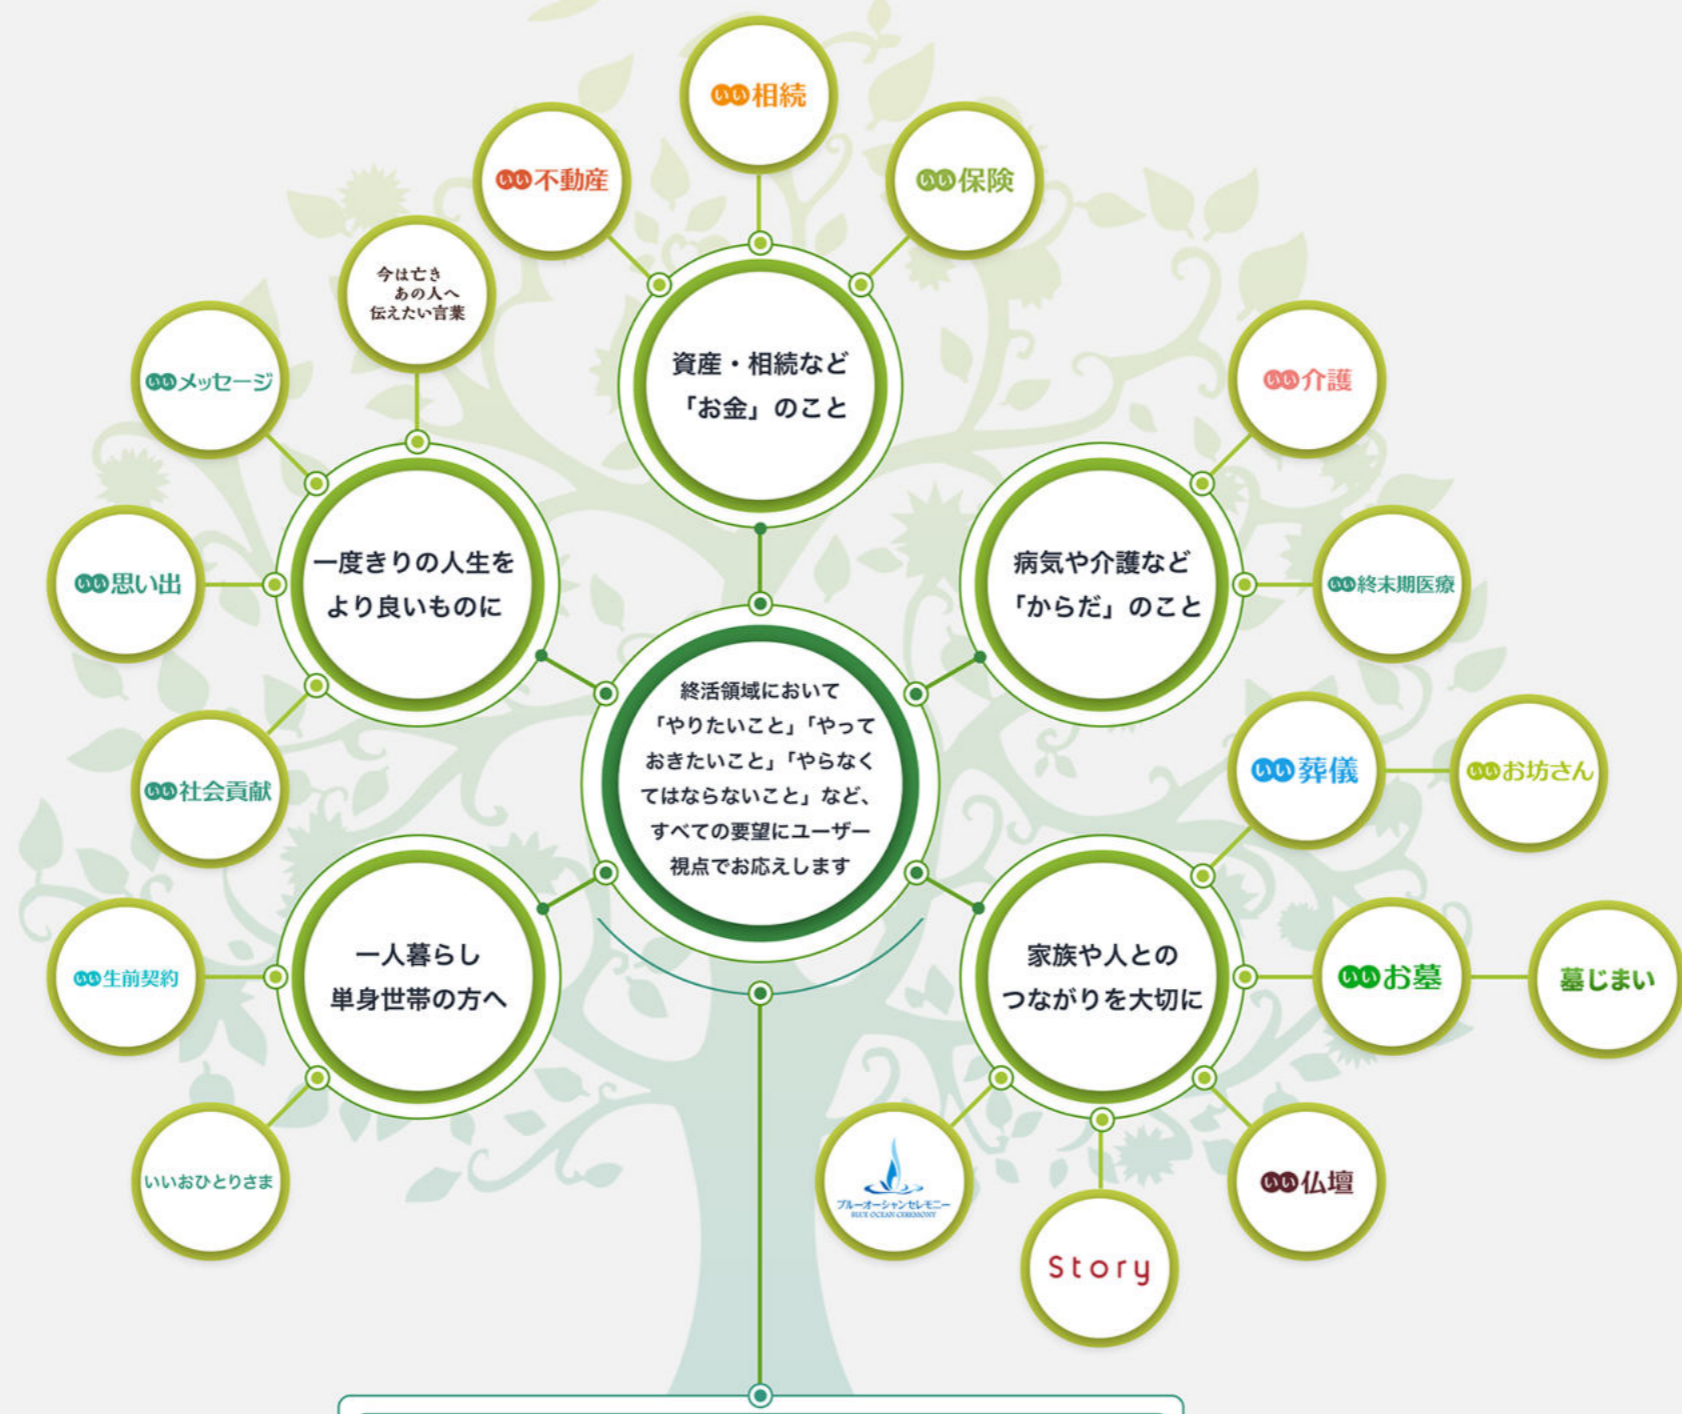 いい相続
いい不動産
いい保険
今は亡き
あの人へ
伝えたい言葉
資産・相続など
「お金」のこと
いいメッセージ
いい介護
一度きりの人生を
より良いものに
病気や介護など
「からだ」のこと
いい思い出
いい終末期医療
終活領域において
「やりたいこと」「やって
おきたいこと」「やらなく
てはならないこと」など、
すべての要望にユーザー
視点でお応えします
いい社会貢献
いい葬儀
いいお坊さん
一人暮らし
単身世帯の方へ
家族や人との
つながりを大切に
いい生前契約
いいお墓
墓じまい
いいおひとりさま
ブルーオーシャンセレモニー
BLUE OCEAN CEREMONY
いい仏壇
Story